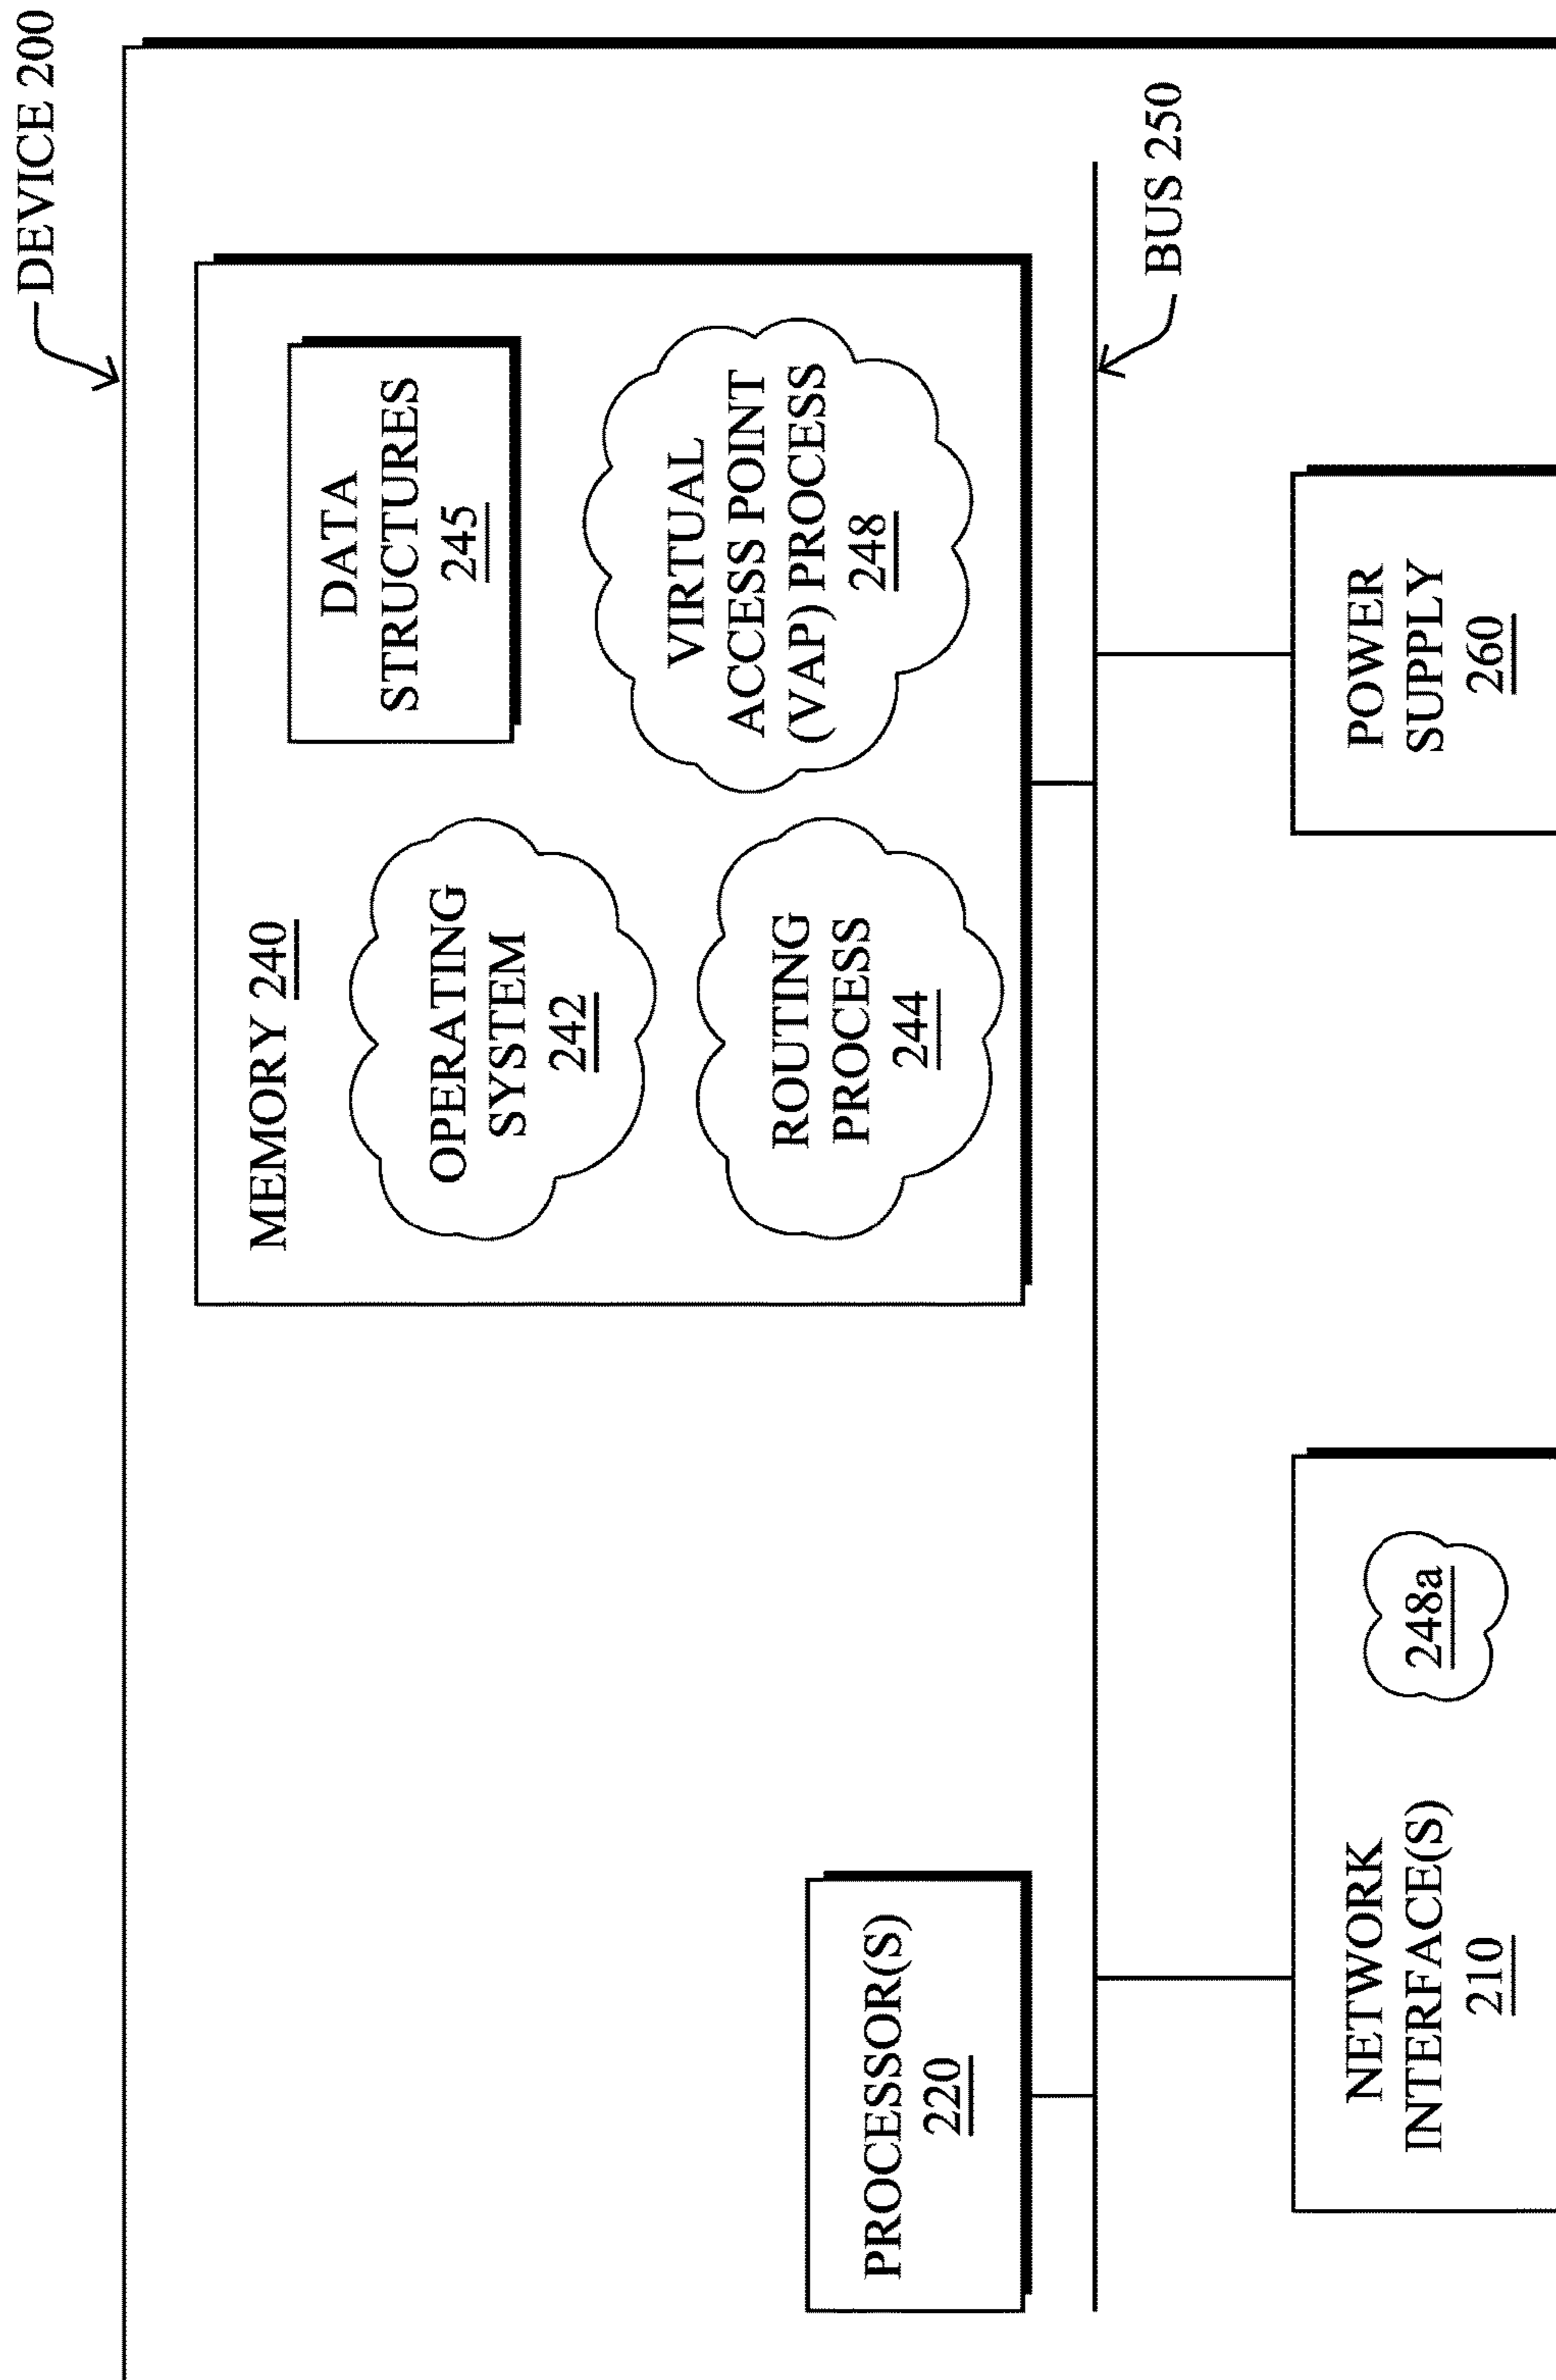 DEVICE 200
MEMORY 240
OPERATING
SYSTEM
242
DATA
STRUCTURES
245
ROUTING
PROCESS
244
VIRTUAL
ACCESS POINT
(VAP) PROCESS
248
PROCESSOR(S)
220
BUS 250
NETWORK
INTERFACE(S)
210
248a
POWER
SUPPLY
260